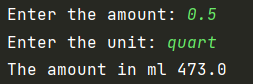 Enter the amount: 0.5
Enter the unit: quart
The amount in ml 473.0